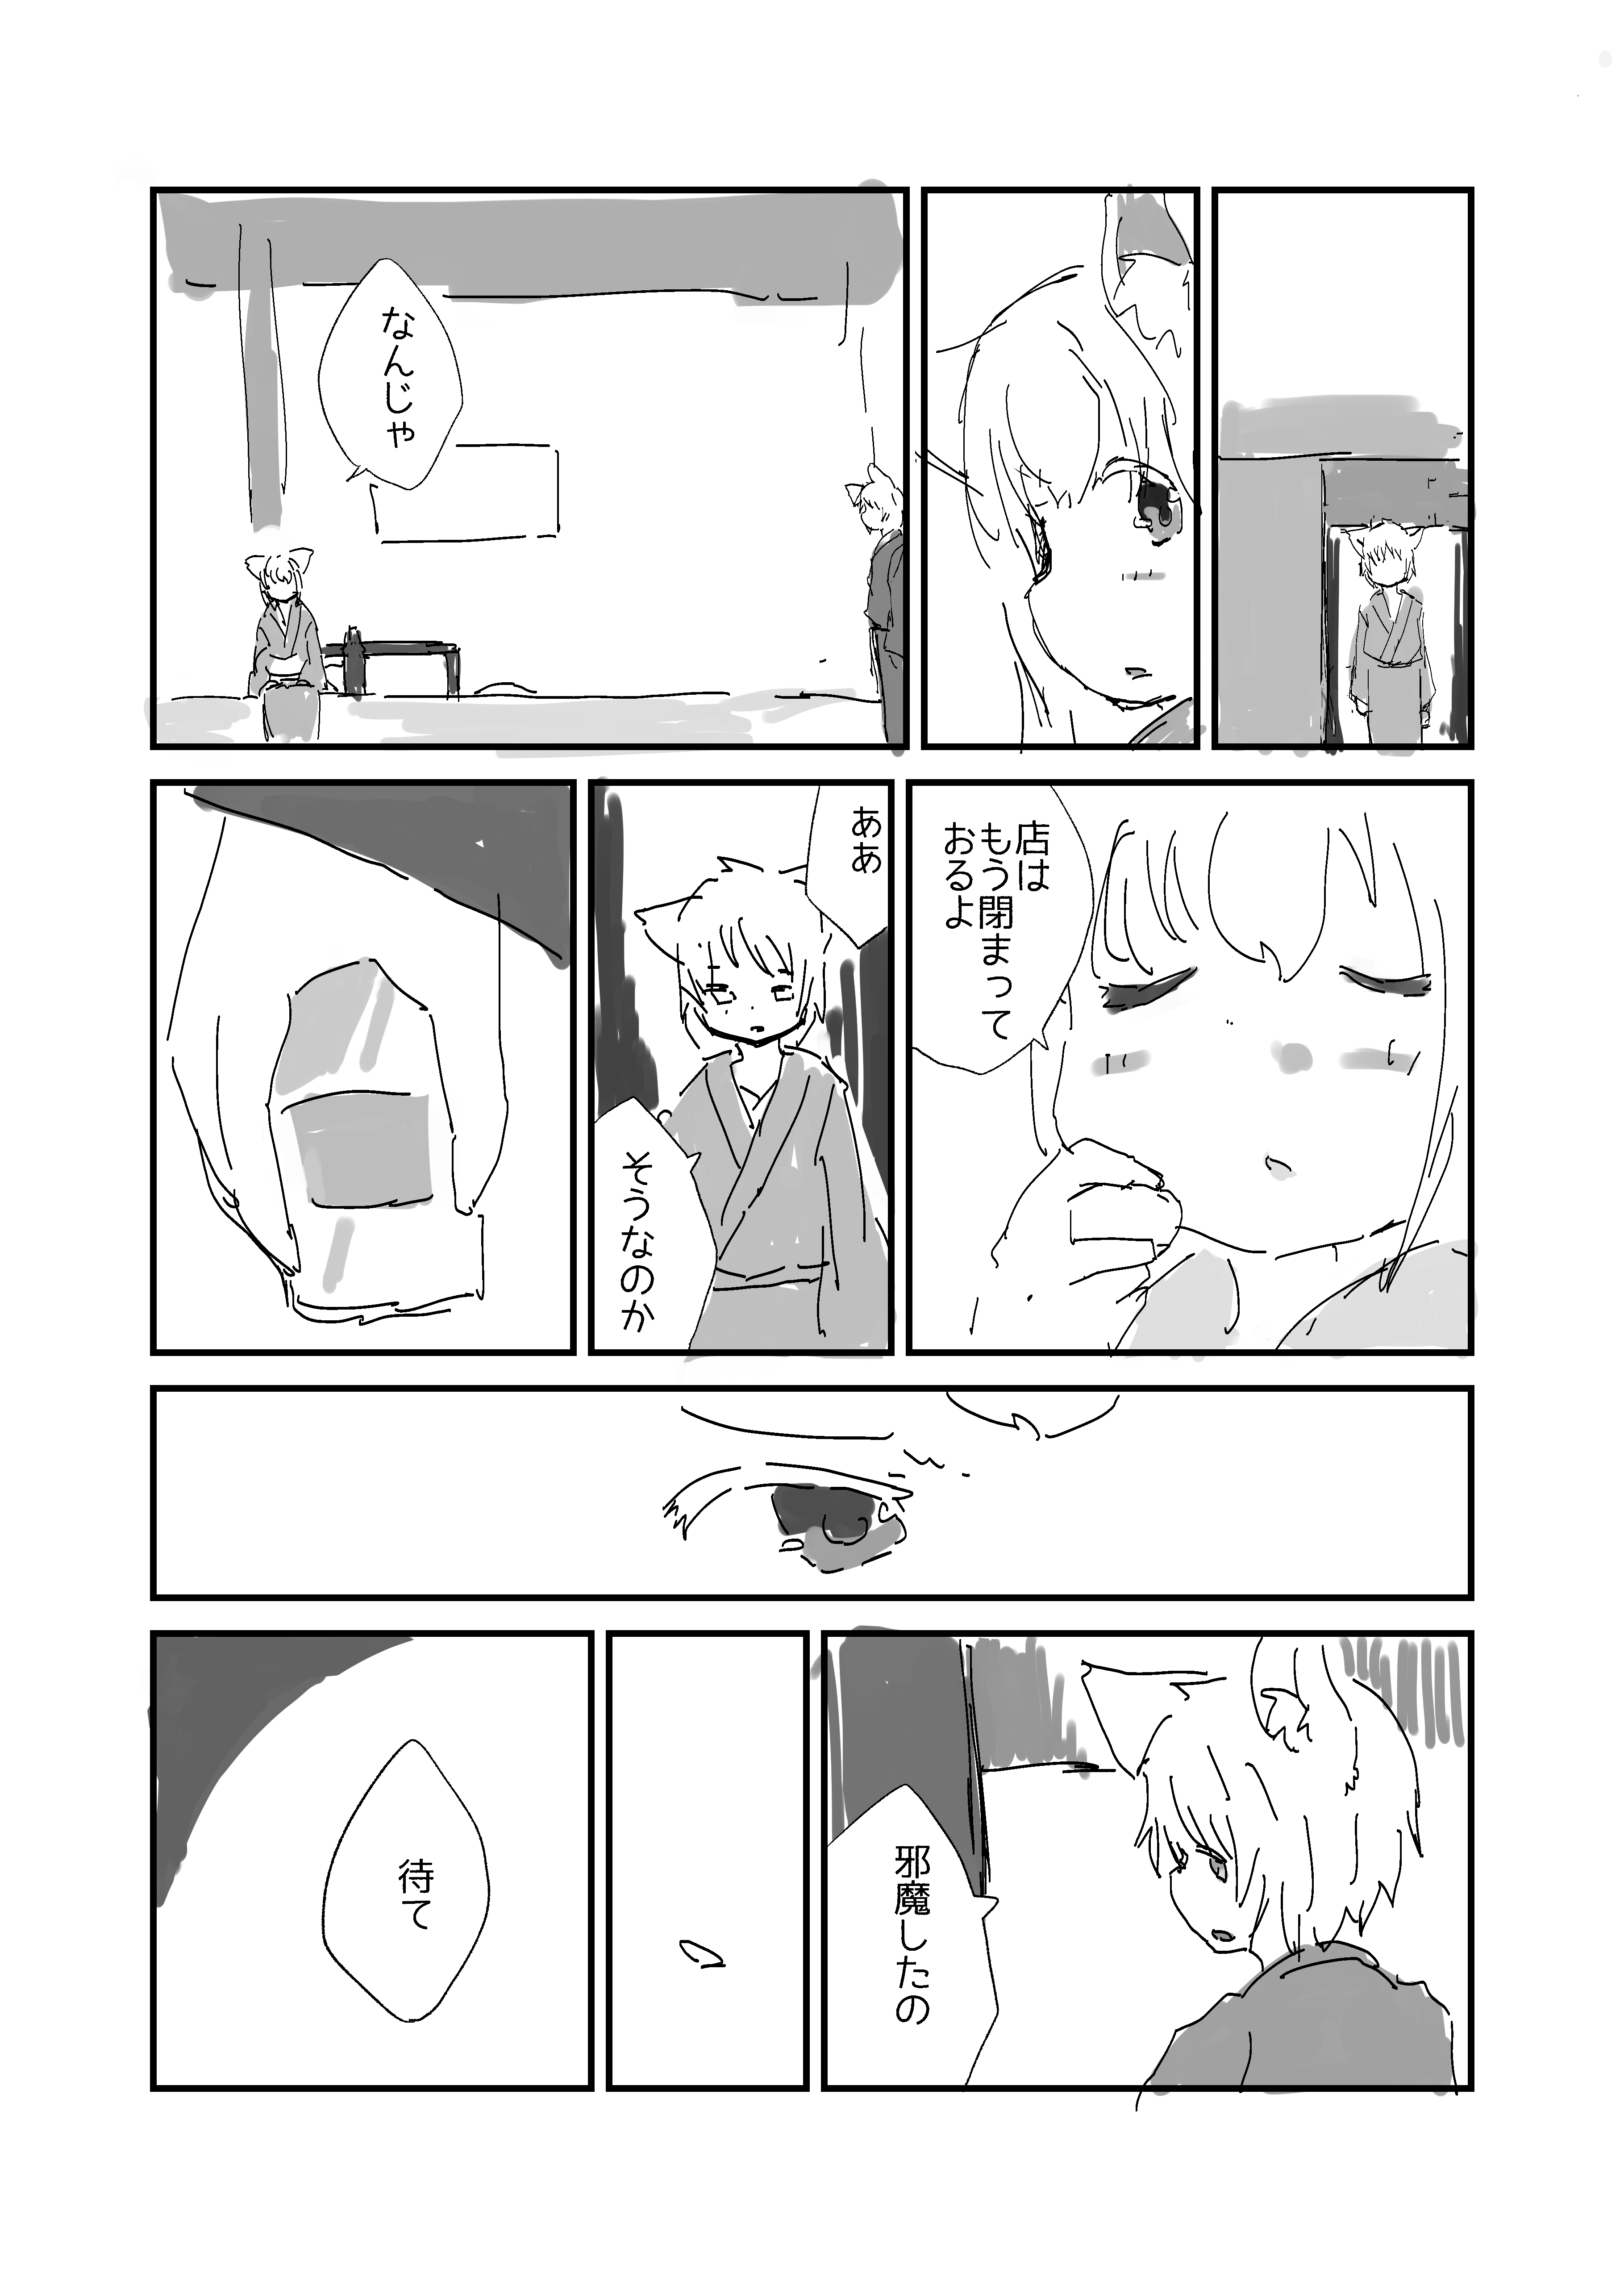 なんじゃ
店は
もう閉まって
おるよ
ああ
そうなのか
邪魔したの
待て